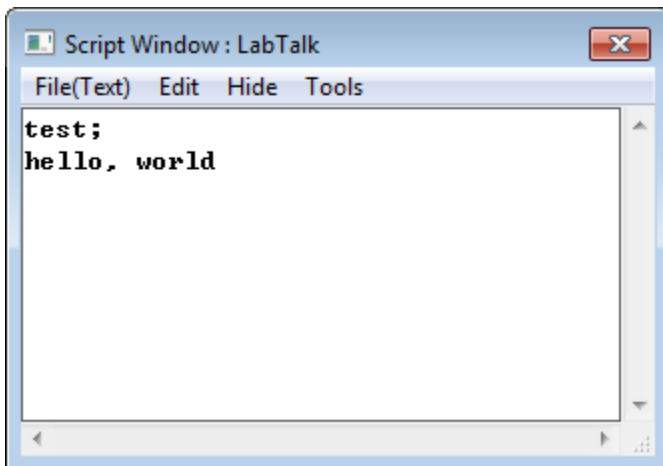 Script Window : LabTalk
File(Text) Edit Hide Tools
test;
hello, world